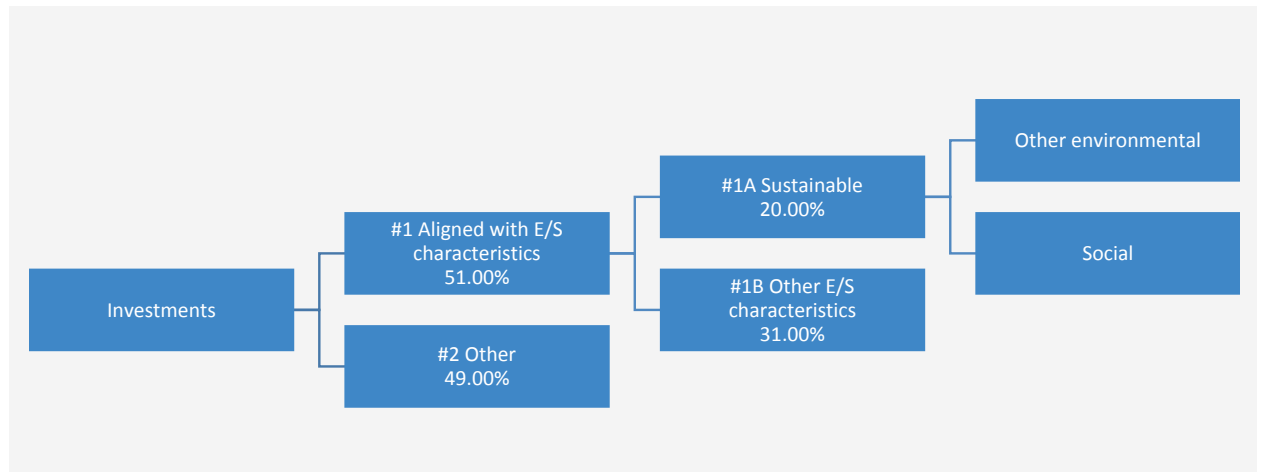 Investments
#1 Aligned with E/S
characteristics
51.00%
#2 Other
49.00%
#1A Sustainable
20.00%
#1B Other E/S
characteristics
31.00%
Other environmental
Social